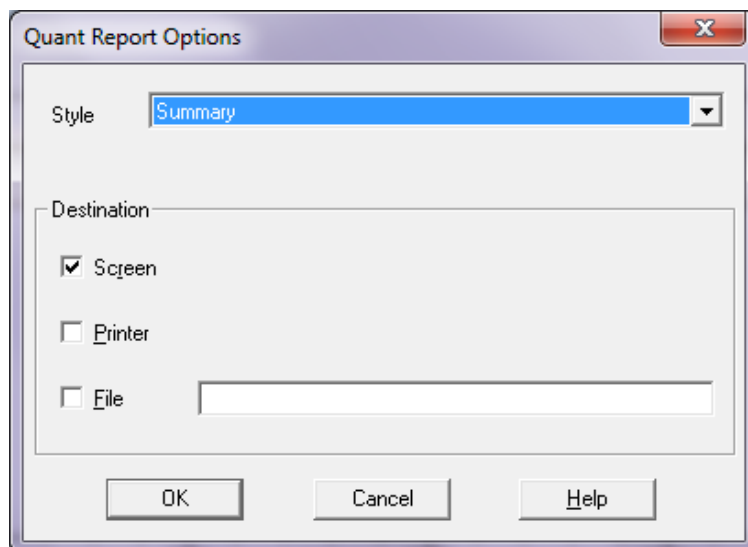 Quant Report Options
Style Summary
Destination
Screen
Printer
File
OK Cancel Help